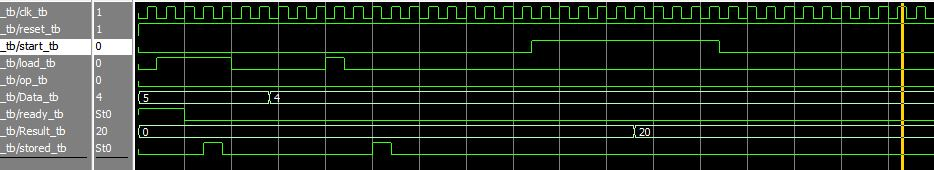 _tb/clk_tb 1
_tb/reset_tb 1
_tb/start_tb 0
_tb/load_tb 0
_tb/op_tb 0
_tb/Data_tb 4 5 4
_tb/ready_tb St0
_tb/Result_tb 20 0 20
_tb/stored_tb St0